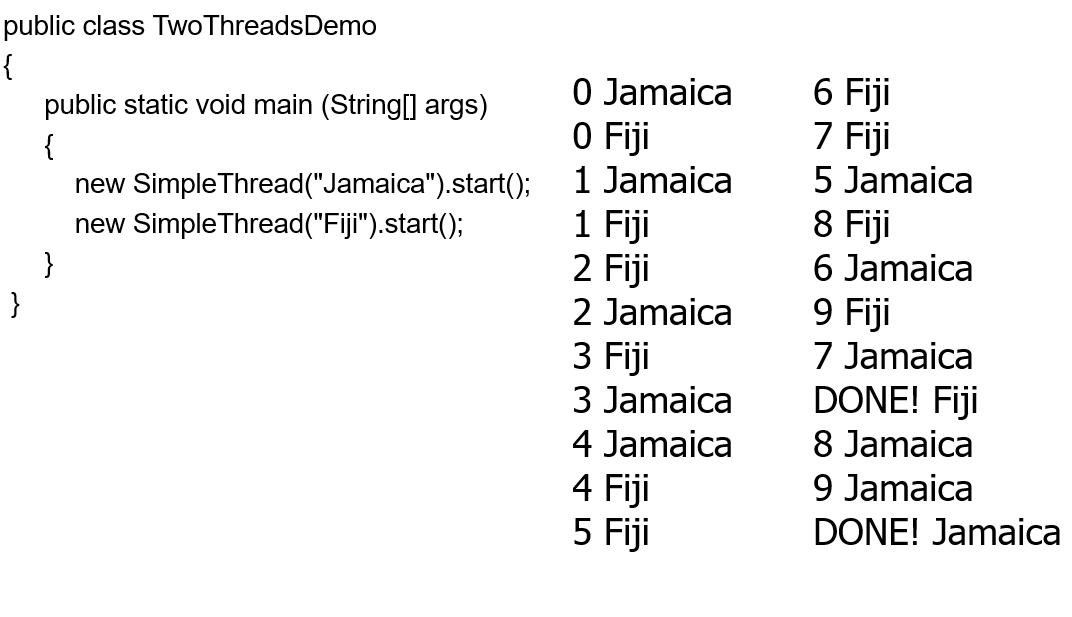 public class TwoThreadsDemo
{
public static void main (String[] args)
{
new SimpleThread("Jamaica").start();
new SimpleThread("Fiji").start();
}
}
0 Jamaica
0 Fiji
1 Jamaica
1 Fiji
2 Fiji
2 Jamaica
3 Fiji
3 Jamaica
4 Jamaica
4 Fiji
5 Fiji
6 Fiji
7 Fiji
5 Jamaica
8 Fiji
6 Jamaica
9 Fiji
7 Jamaica
DONE! Fiji
8 Jamaica
9 Jamaica
DONE! Jamaica